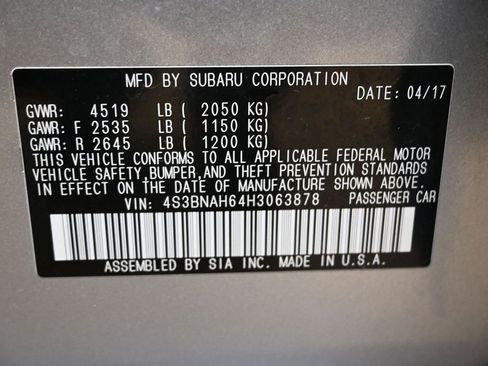 MFD BY SUBARU CORPORATION
DATE: 04/17
GVWR: 4519 LB ( 2050 KG)
GAWR: F 2535 LB ( 1150 KG)
GAWR: R 2645 LB ( 1200 KG)
THIS VEHICLE CONFORMS TO ALL APPLICABLE FEDERAL MOTOR
VEHICLE SAFETY,BUMPER,AND THEFT PREVENTION STANDARDS
IN EFFECT ON THE DATE OF MANUFACTURE SHOWN ABOVE.
VIN: 4S3BNAH64H3063878 PASSENGER CAR
ASSEMBLED BY SIA INC. MADE IN U.S.A.